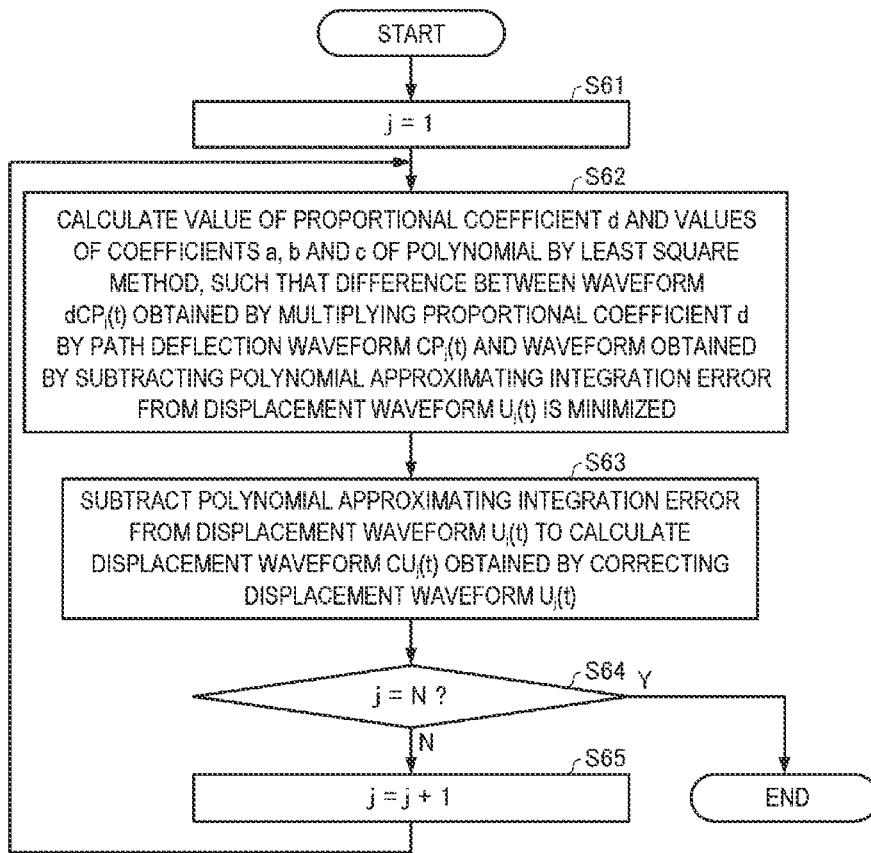 START
S61
j = 1
S62
CALCULATE VALUE OF PROPORTIONAL COEFFICIENT d AND VALUES
OF COEFFICIENTS a, b AND c OF POLYNOMIAL BY LEAST SQUARE
METHOD, SUCH THAT DIFFERENCE BETWEEN WAVEFORM
dCPj(t) OBTAINED BY MULTIPLYING PROPORTIONAL COEFFICIENT d
BY PATH DEFLECTION WAVEFORM CPj(t) AND WAVEFORM OBTAINED
BY SUBTRACTING POLYNOMIAL APPROXIMATING INTEGRATION ERROR
FROM DISPLACEMENT WAVEFORM Uj(t) IS MINIMIZED
S63
SUBTRACT POLYNOMIAL APPROXIMATING INTEGRATION ERROR
FROM DISPLACEMENT WAVEFORM Uj(t) TO CALCULATE
DISPLACEMENT WAVEFORM CUj(t) OBTAINED BY CORRECTING
DISPLACEMENT WAVEFORM Uj(t)
S64
j = N ?
Y
N
S65
j = j + 1
END